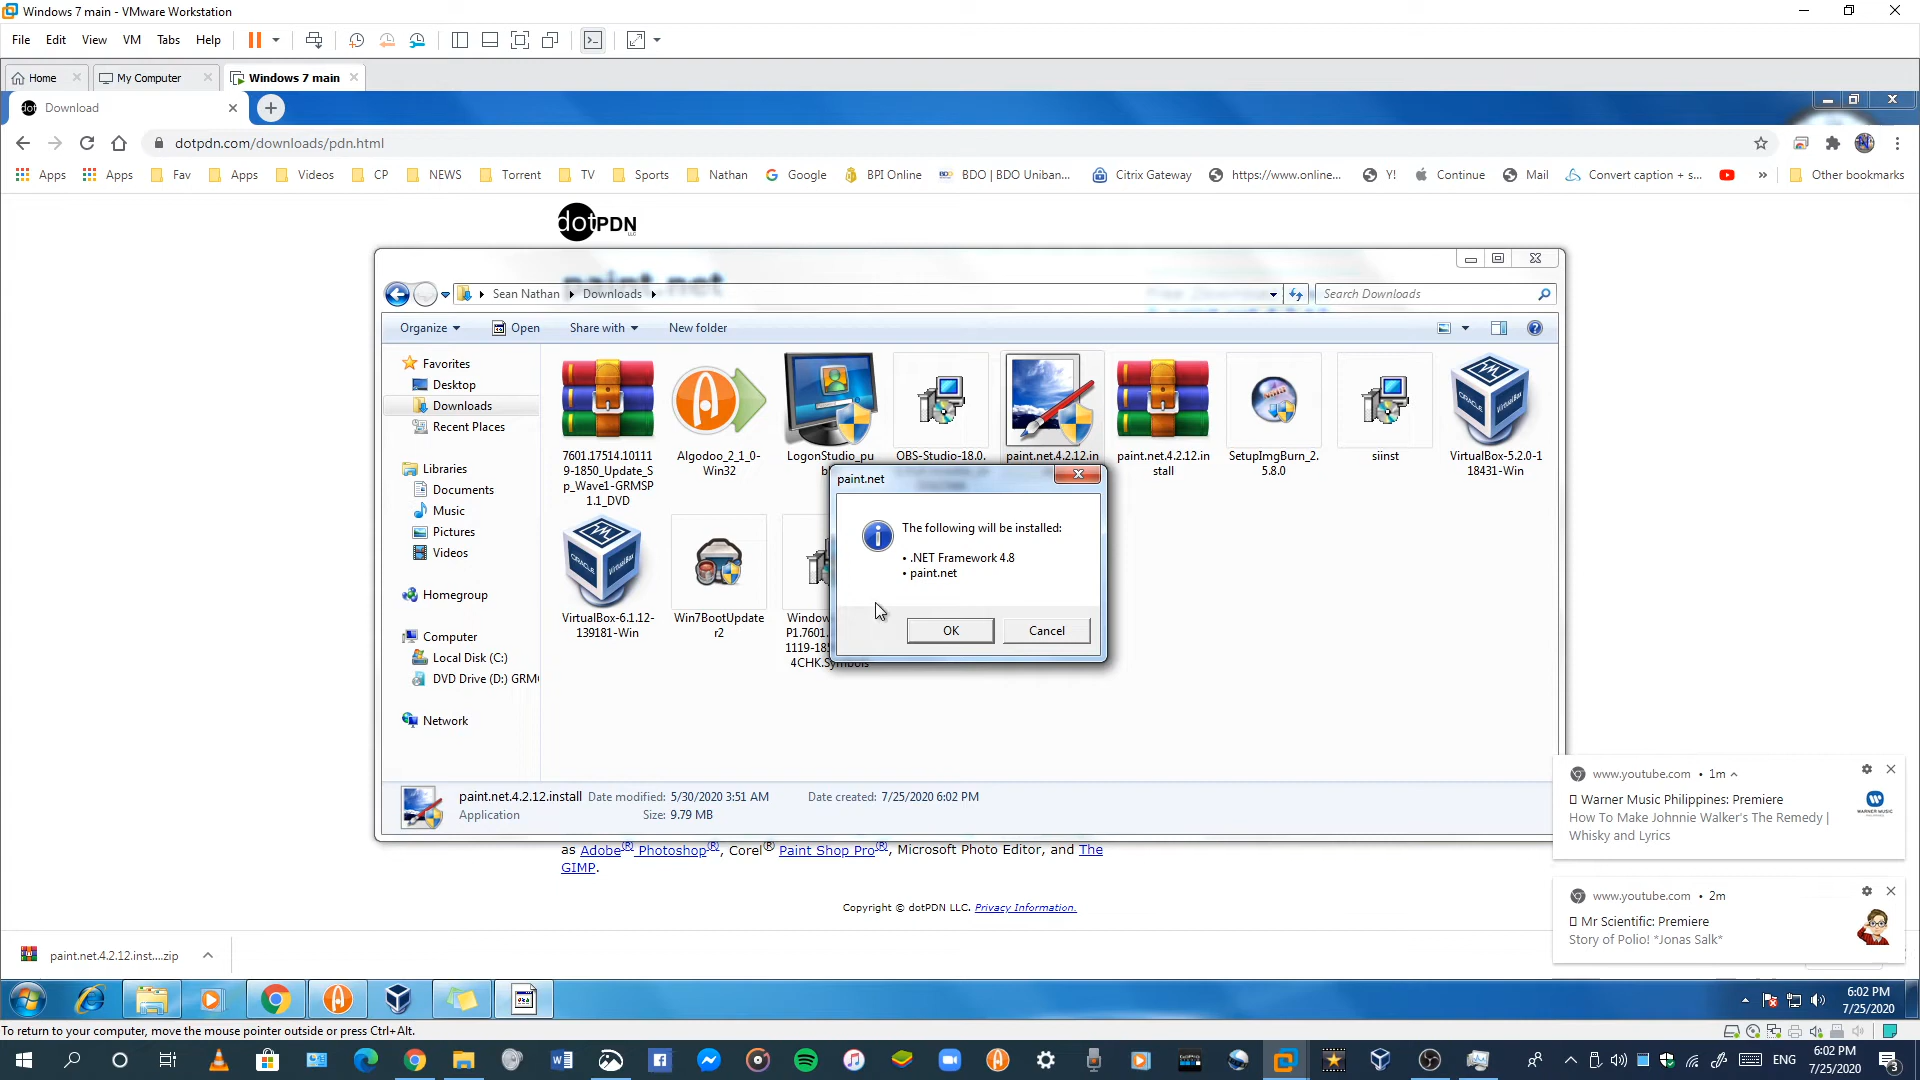 Windows 7 main - VMware Workstation
File Edit View VM Tabs Help
Home My Computer Windows 7 main
Download
dotpdn.com/downloads/pdn.html
Apps Apps Fav Apps Videos CP NEWS Torrent TV Sports Nathan Google BPI Online BDO | BDO Uniban... Citrix Gateway https://www.online... Y! Continue Mail Convert caption + s... » Other bookmarks
dotPDN LLC
paint.net
Sean Nathan Downloads
Search Downloads
Organize Open Share with New folder
Favorites
Desktop
Downloads
Recent Places
Libraries
Documents
Music
Pictures
Videos
Homegroup
Computer
Local Disk (C:)
DVD Drive (D:) GRM
Network
7601.17514.10111
9-1850_Update_S
p_Wave1-GRMSP
1.1_DVD
Algodoo_2_1_0-
Win32
LogonStudio_pu
OBS-Studio-18.0.
paint.net.4.2.12.in
paint.net.4.2.12.in
stall
SetupImgBurn_2.
5.8.0
siinst
VirtualBox-5.2.0-1
18431-Win
VirtualBox-6.1.12-
139181-Win
Win7BootUpdate
r2
Window
P1.7601.
1119-18
4CHK.Symbols
paint.net
The following will be installed:
• .NET Framework 4.8
• paint.net
OK Cancel
paint.net.4.2.12.install Date modified: 5/30/2020 3:51 AM Date created: 7/25/2020 6:02 PM
Application Size: 9.79 MB
as Adobe(R) Photoshop(R), Corel(R) Paint Shop Pro(R), Microsoft Photo Editor, and The
GIMP.
Copyright © dotPDN LLC. Privacy Information.
www.youtube.com • 1m
Warner Music Philippines: Premiere
How To Make Johnnie Walker's The Remedy |
Whisky and Lyrics
WARNER MUSIC
www.youtube.com • 2m
Mr Scientific: Premiere
Story of Polio! *Jonas Salk*
paint.net.4.2.12.inst....zip
6:02 PM
7/25/2020
To return to your computer, move the mouse pointer outside or press Ctrl+Alt.
ENG
6:02 PM
7/25/2020
3